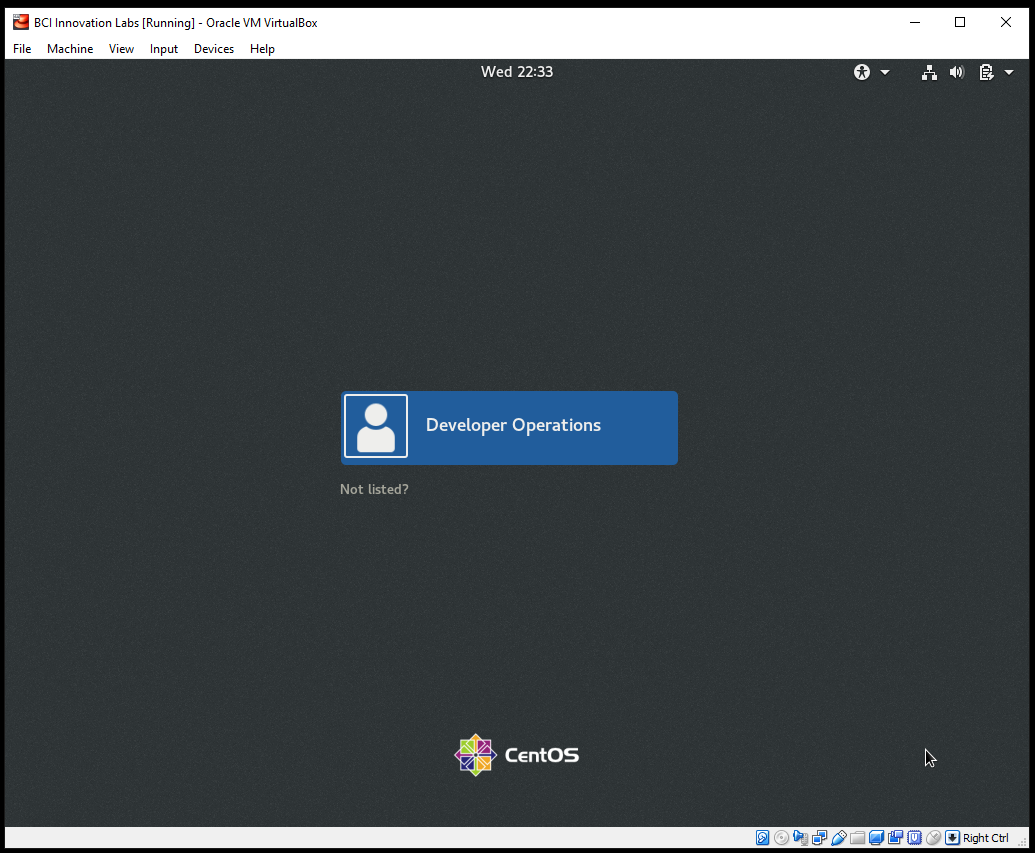 BCI Innovation Labs [Running] - Oracle VM VirtualBox
File Machine View Input Devices Help
Wed 22:33
Developer Operations
Not listed?
CentOS
Right Ctrl